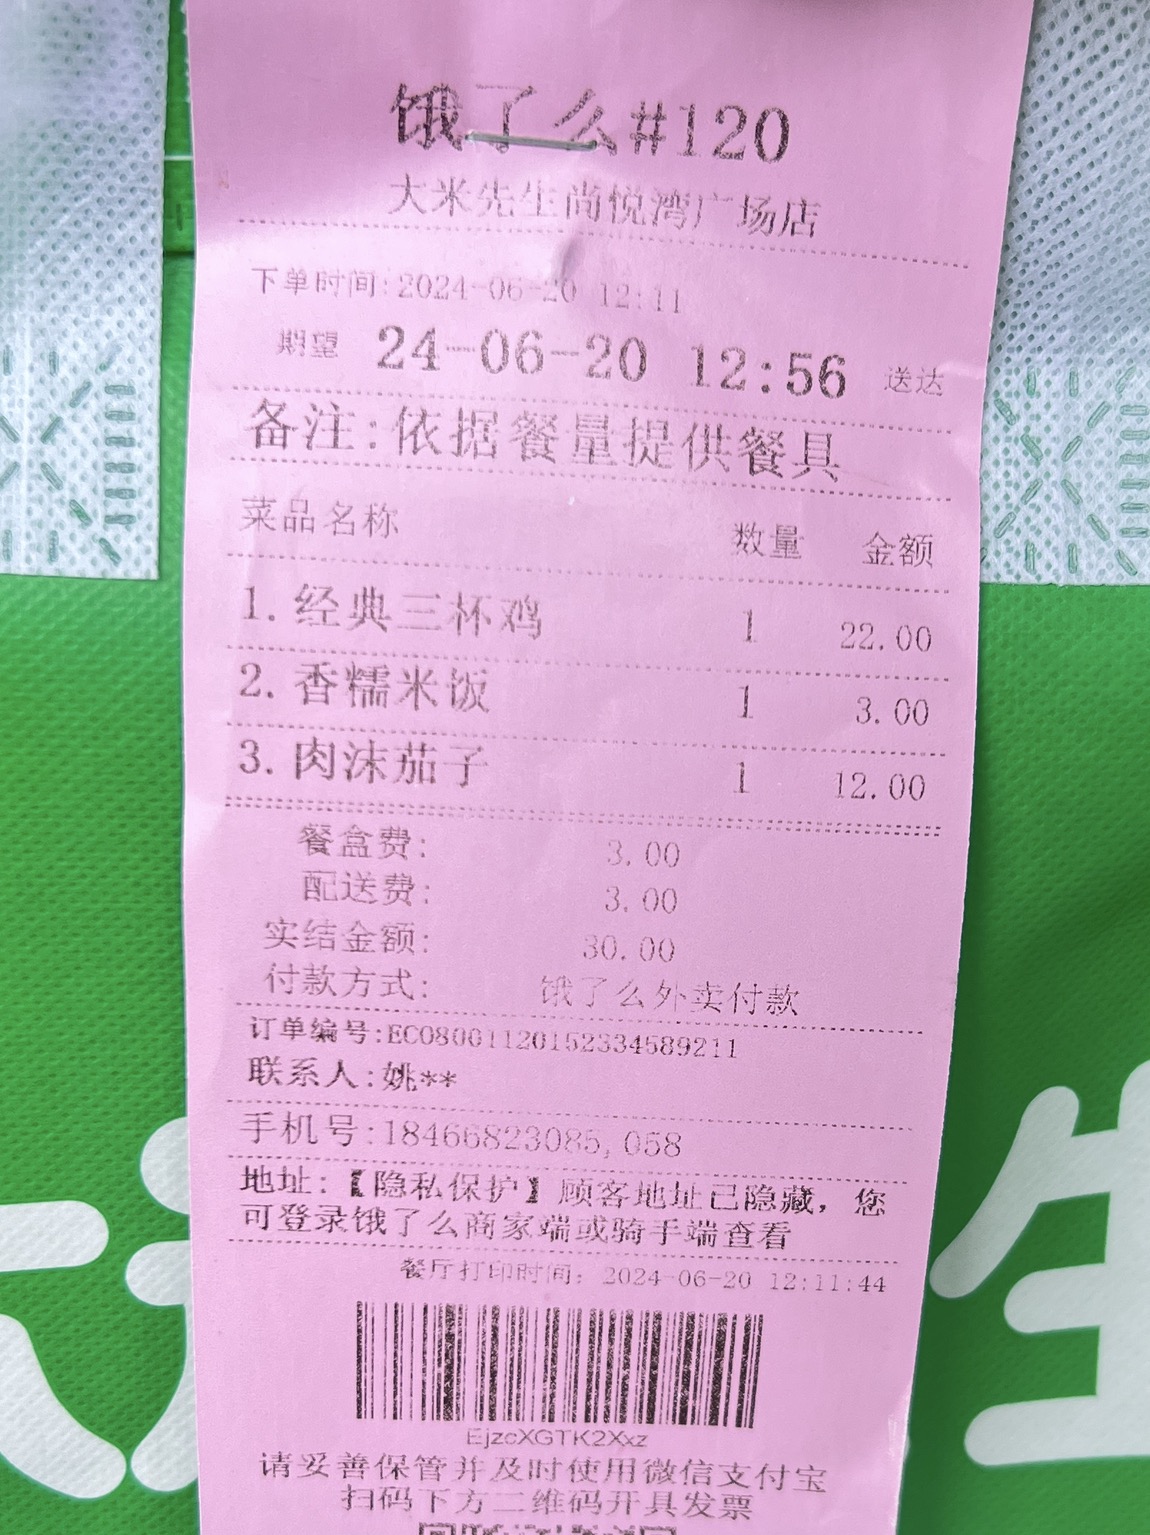 饿了么#120
大米先生尚悦湾广场店
下单时间:2024-06-20 12:11
期望 24-06-20 12:56 送达
备注:依据餐量提供餐具
菜品名称 数量 金额
1.经典三杯鸡 1 22.00
2.香糯米饭 1 3.00
3.肉沫茄子 1 12.00
餐盒费: 3.00
配送费: 3.00
实结金额: 30.00
付款方式: 饿了么外卖付款
订单编号:EC0800112015233458921​1
联系人:姚**
手机号:18466823085,058
地址:【隐私保护】顾客地址已隐藏，您
可登录饿了么商家端或骑手端查看
餐厅打印时间：2024-06-20 12:11:44
EjzcXGTK2Xxz
请妥善保管并及时使用微信支付宝
扫码下方二维码开具发票